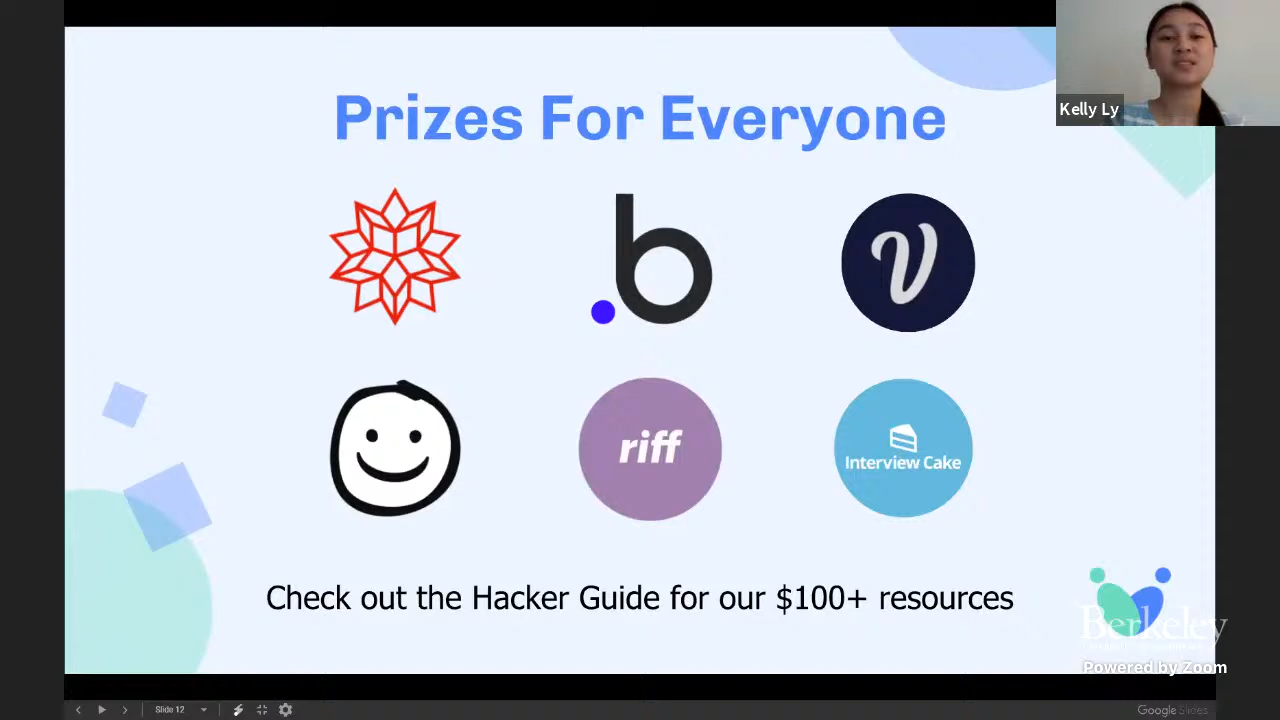 Prizes For Everyone
Kelly Ly
.b
V
riff
Interview Cake
Check out the Hacker Guide for our $100+ resources
Berkeley
Powered by Zoom
Slide 12
Google Slides